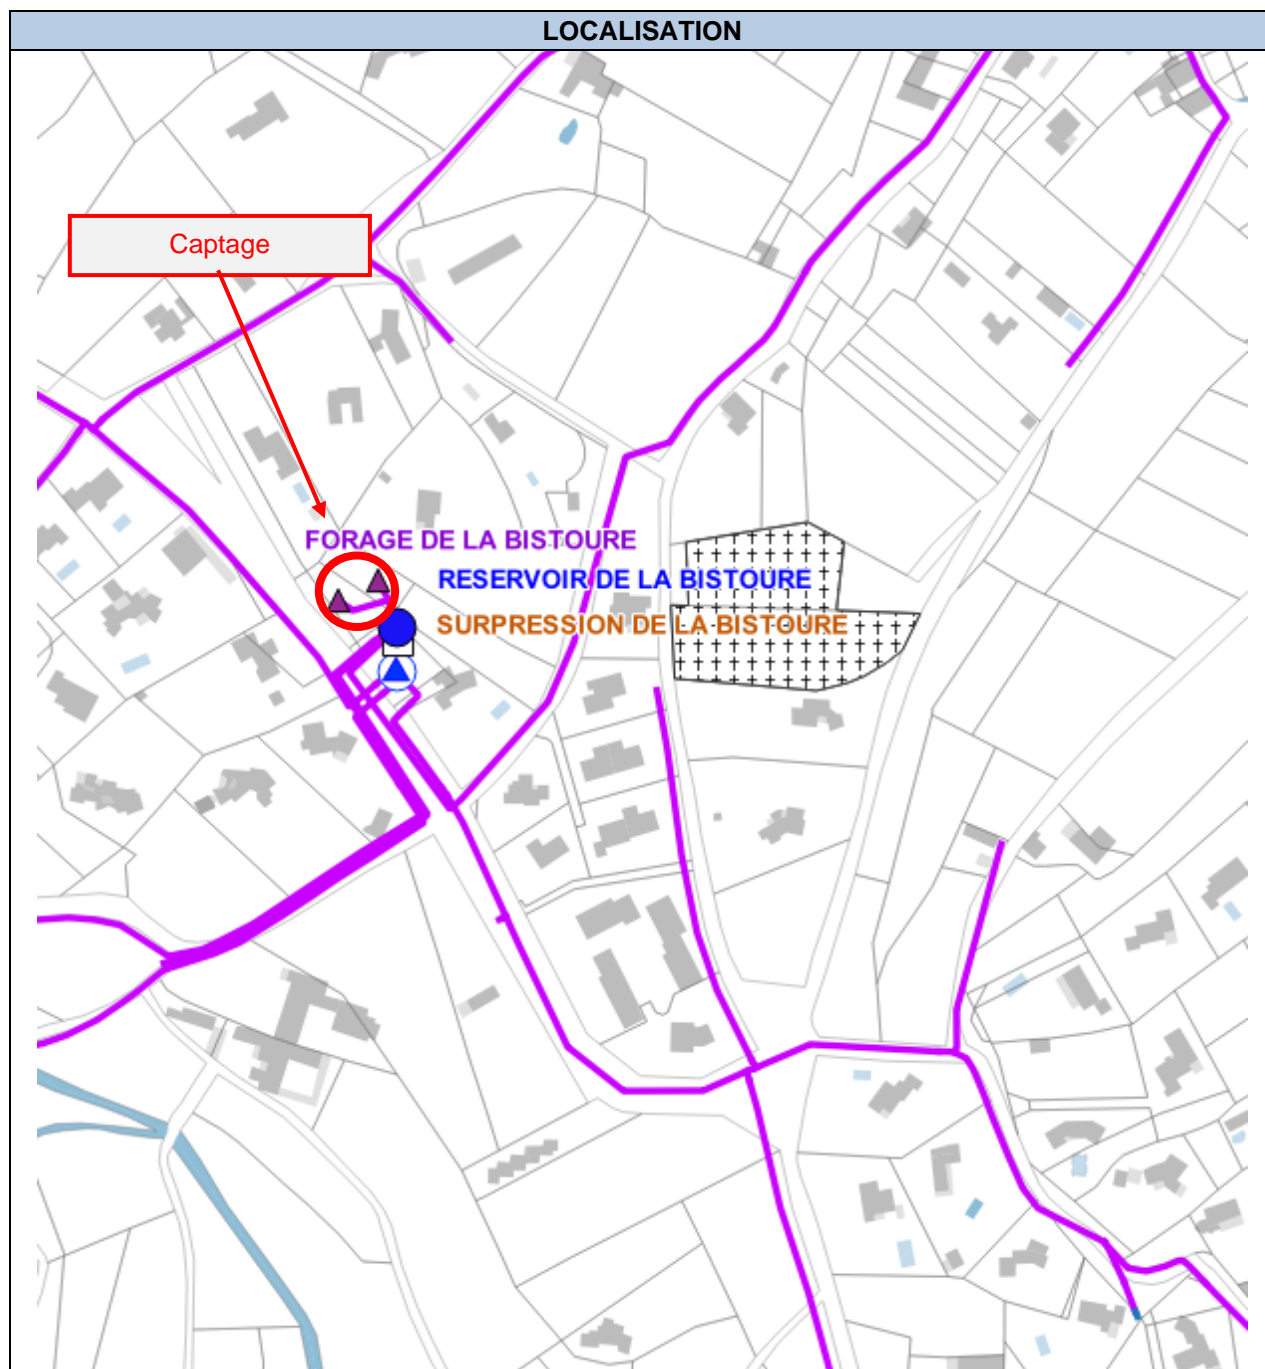 LOCALISATION
Captage
FORAGE DE LA BISTOURE
RESERVOIR DE LA BISTOURE
SURPRESSION DE LA BISTOURE